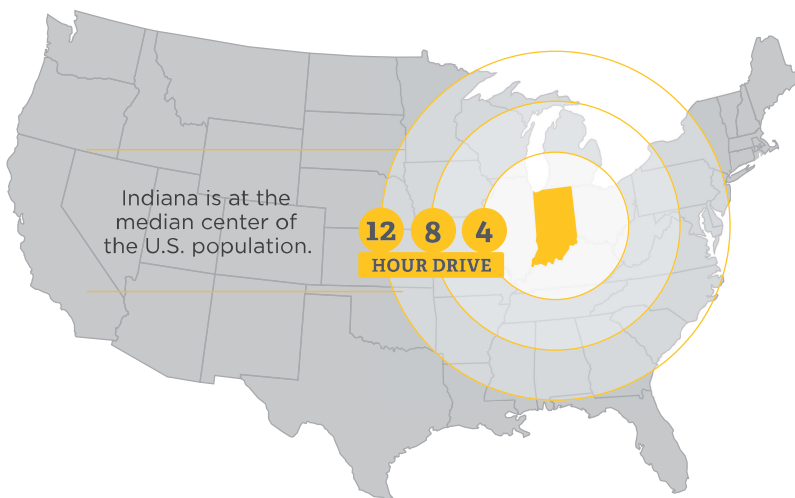 Indiana is at the
median center of
the U.S. population.
12 8 4
HOUR DRIVE